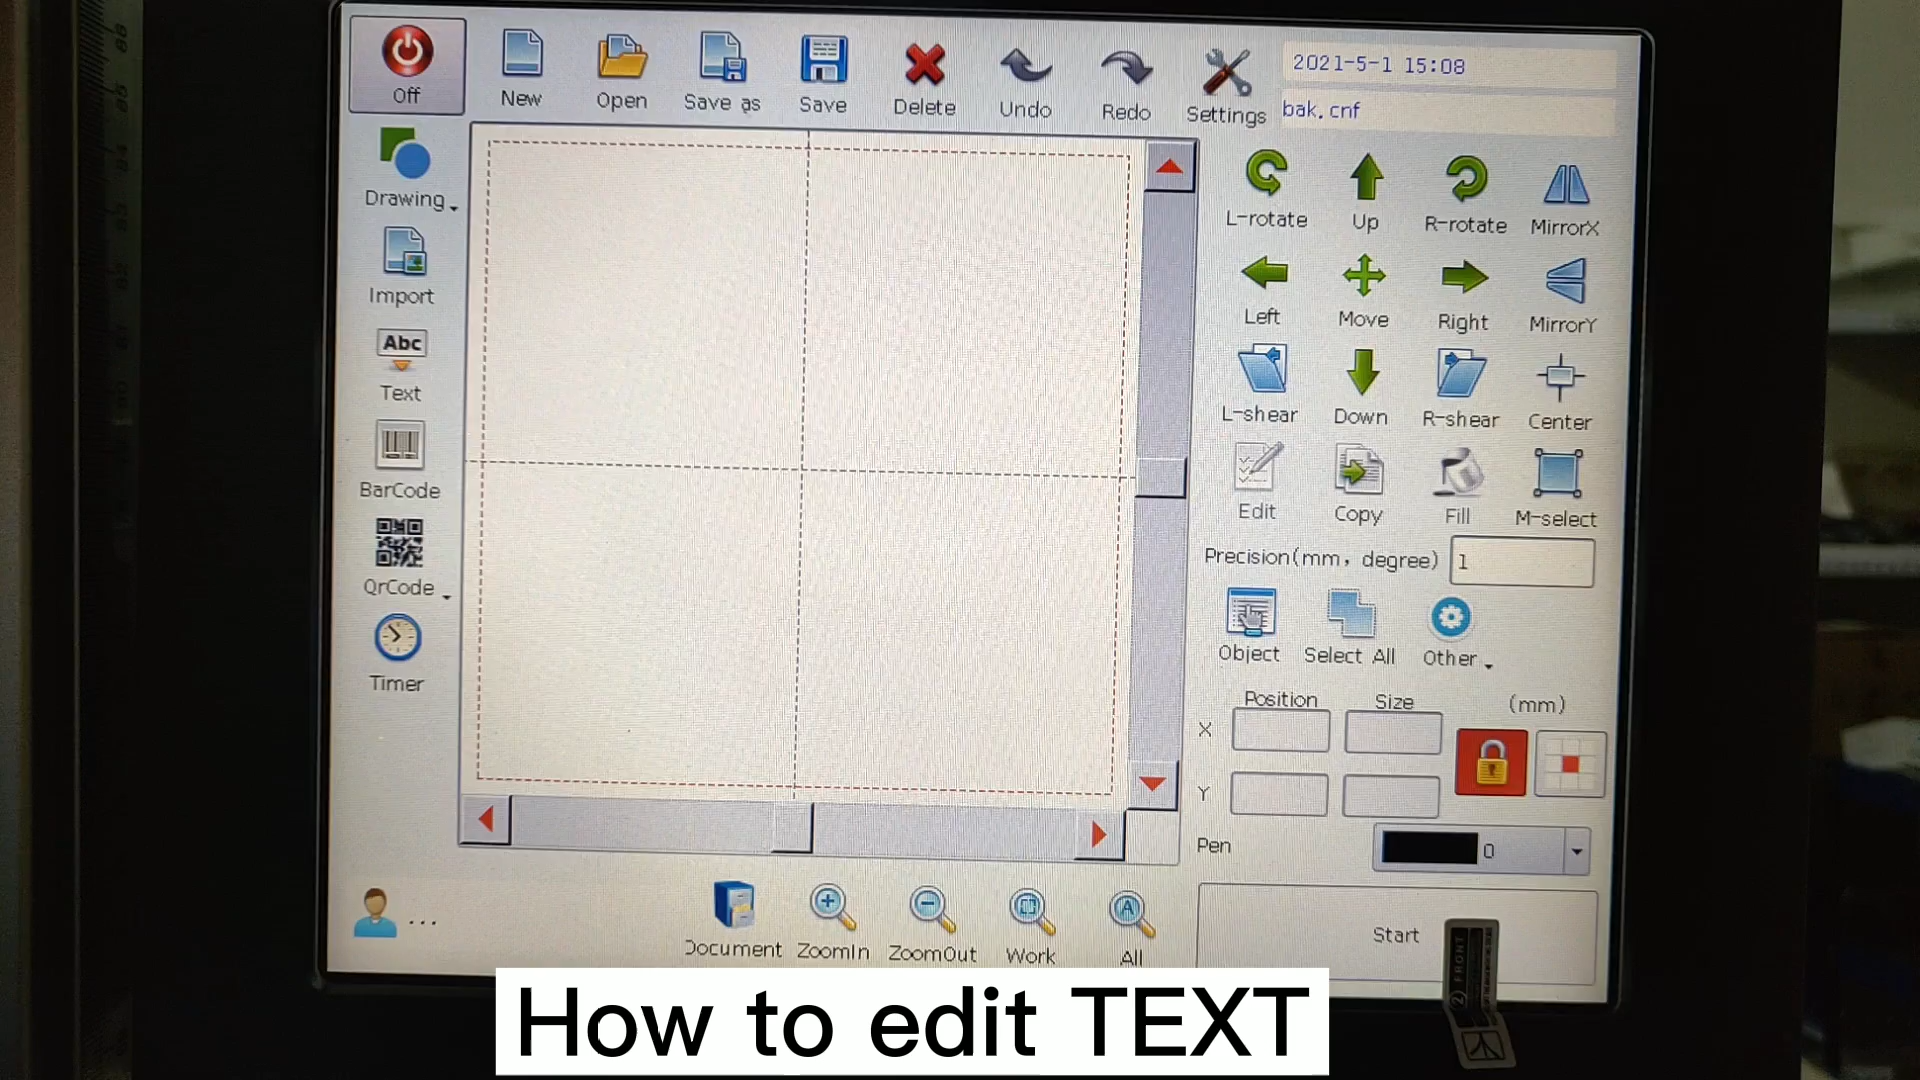 Off New Open Save as Save Delete Undo Redo Settings
2021-5-1 15:08
bak.cnf
Drawing
Import
Abc
Text
BarCode
QrCode
Timer
L-rotate Up R-rotate MirrorX
Left Move Right MirrorY
L-shear Down R-shear Center
Edit Copy Fill M-select
Precision(mm, degree) 1
Object Select All Other
Position Size (mm)
X
Y
Pen 0
...
Document ZoomIn ZoomOut Work A All
Start
2 FRONT
How to edit TEXT